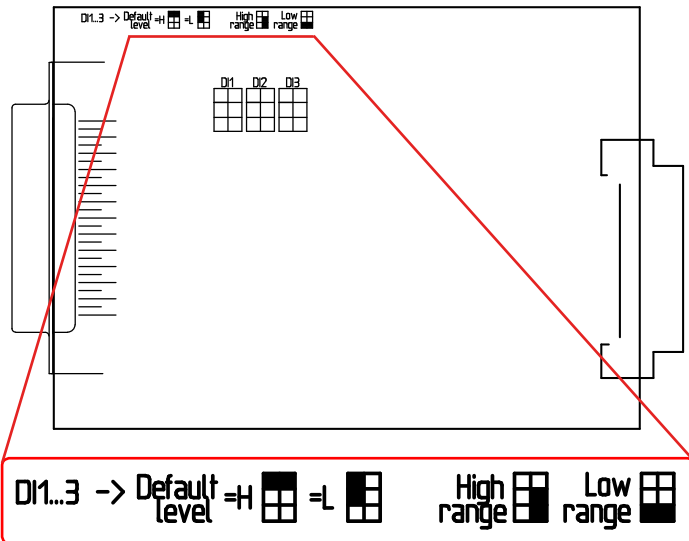 DI1...3 -> Default level =H =L High range Low range
DI1 DI2 DI3
DI1...3 -> Default level =H =L High range Low range